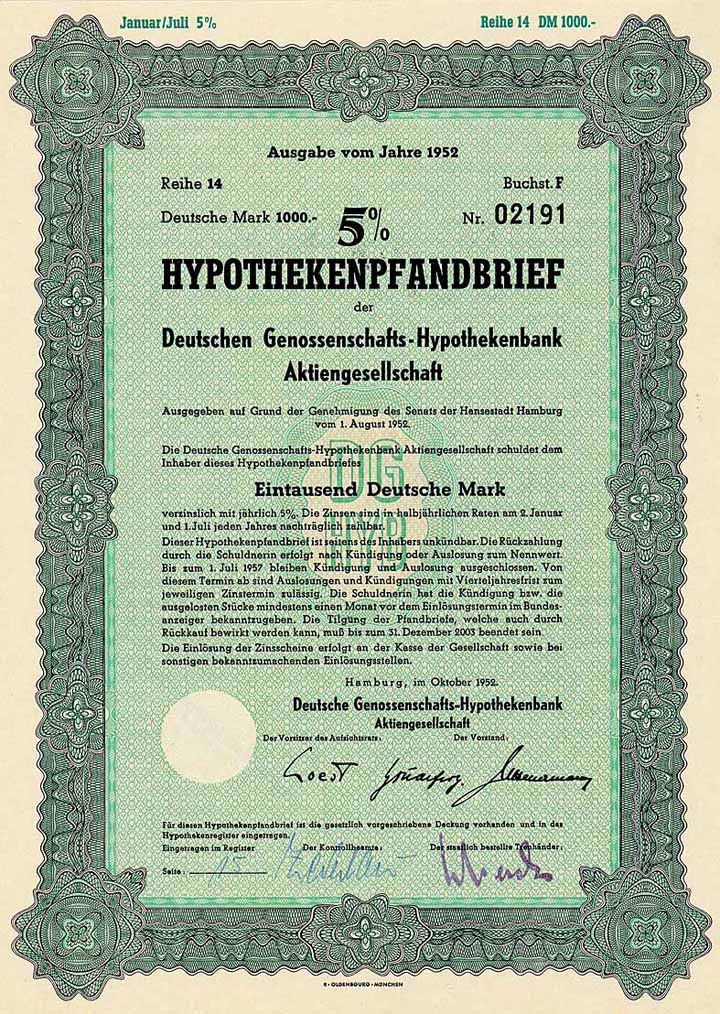 Januar/Juli 5%
Reihe 14 DM 1000.-
Ausgabe vom Jahre 1952
Reihe 14
Buchst. F
Deutsche Mark 1000.-
5%
Nr. 02191
HYPOTHEKENPFANDBRIEF
der
Deutschen Genossenschafts-Hypothekenbank
Aktiengesellschaft
Ausgegeben auf Grund der Genehmigung des Senats der Hansestadt Hamburg
vom 1. August 1952.
Die Deutsche Genossenschafts-Hypothekenbank Aktiengesellschaft schuldet dem
Inhaber dieses Hypothekenpfandbriefes
DG
Eintausend Deutsche Mark
HYP
verzinslich mit jährlich 5%. Die Zinsen sind in halbjährlichen Raten am 2. Januar
und 1. Juli jeden Jahres nachträglich zahlbar.
Dieser Hypothekenpfandbrief ist seitens des Inhabers unkündbar. Die Rückzahlung
durch die Schuldnerin erfolgt nach Kündigung oder Auslosung zum Nennwert.
Bis zum 1. Juli 1957 bleiben Kündigung und Auslosung ausgeschlossen. Von
diesem Termin ab sind Auslosungen und Kündigungen mit Vierteljahresfrist zum
jeweiligen Zinstermin zulässig. Die Schuldnerin hat die Kündigung bzw. die
ausgelosten Stücke mindestens einen Monat vor dem Einlösungstermin im Bundes-
anzeiger bekanntzugeben. Die Tilgung der Pfandbriefe, welche auch durch
Rückkauf bewirkt werden kann, muß bis zum 31. Dezember 2003 beendet sein.
Die Einlösung der Zinsscheine erfolgt an der Kasse der Gesellschaft sowie bei
sonstigen bekanntzumachenden Einlösungsstellen.
Hamburg, im Oktober 1952.
Deutsche Genossenschafts-Hypothekenbank
Aktiengesellschaft
Der Vorsitzer des Aufsichtsrats:
Der Vorstand:
Für diesen Hypothekenpfandbrief ist die gesetzlich vorgeschriebene Deckung vorhanden und in das
Hypothekenregister eingetragen.
Eingetragen im Register
Der Kontrollbeamte:
Der staatlich bestellte Treuhänder:
Seite: 15
R · OLDENBOURG · MÜNCHEN